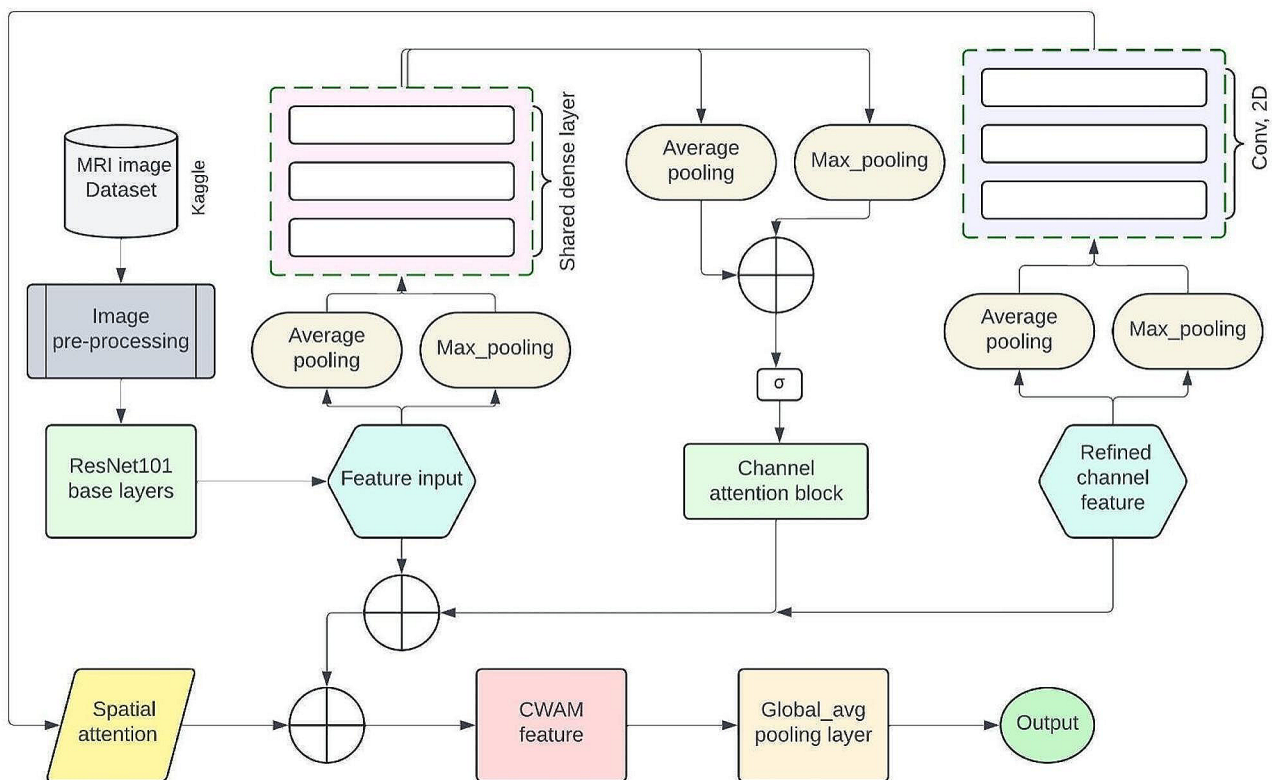 MRI image
Dataset
Kaggle
Image
pre-processing
ResNet101
base layers
Shared dense layer
Average
pooling
Max_pooling
Feature input
Average
pooling
Max_pooling
σ
Channel
attention block
Conv, 2D
Average
pooling
Max_pooling
Refined
channel
feature
Spatial
attention
CWAM
feature
Global_avg
pooling layer
Output